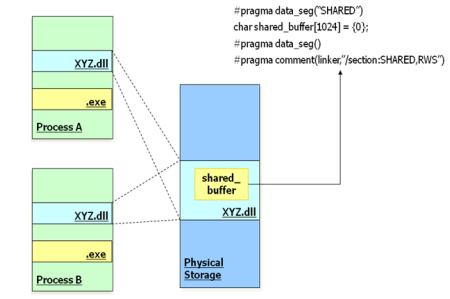 #pragma data_seg("SHARED")
char shared_buffer[1024] = {0};
#pragma data_seg()
#pragma comment(linker,"/section:SHARED,RWS")
XYZ.dll
.exe
Process A
XYZ.dll
.exe
Process B
shared_
buffer
XYZ.dll
Physical
Storage